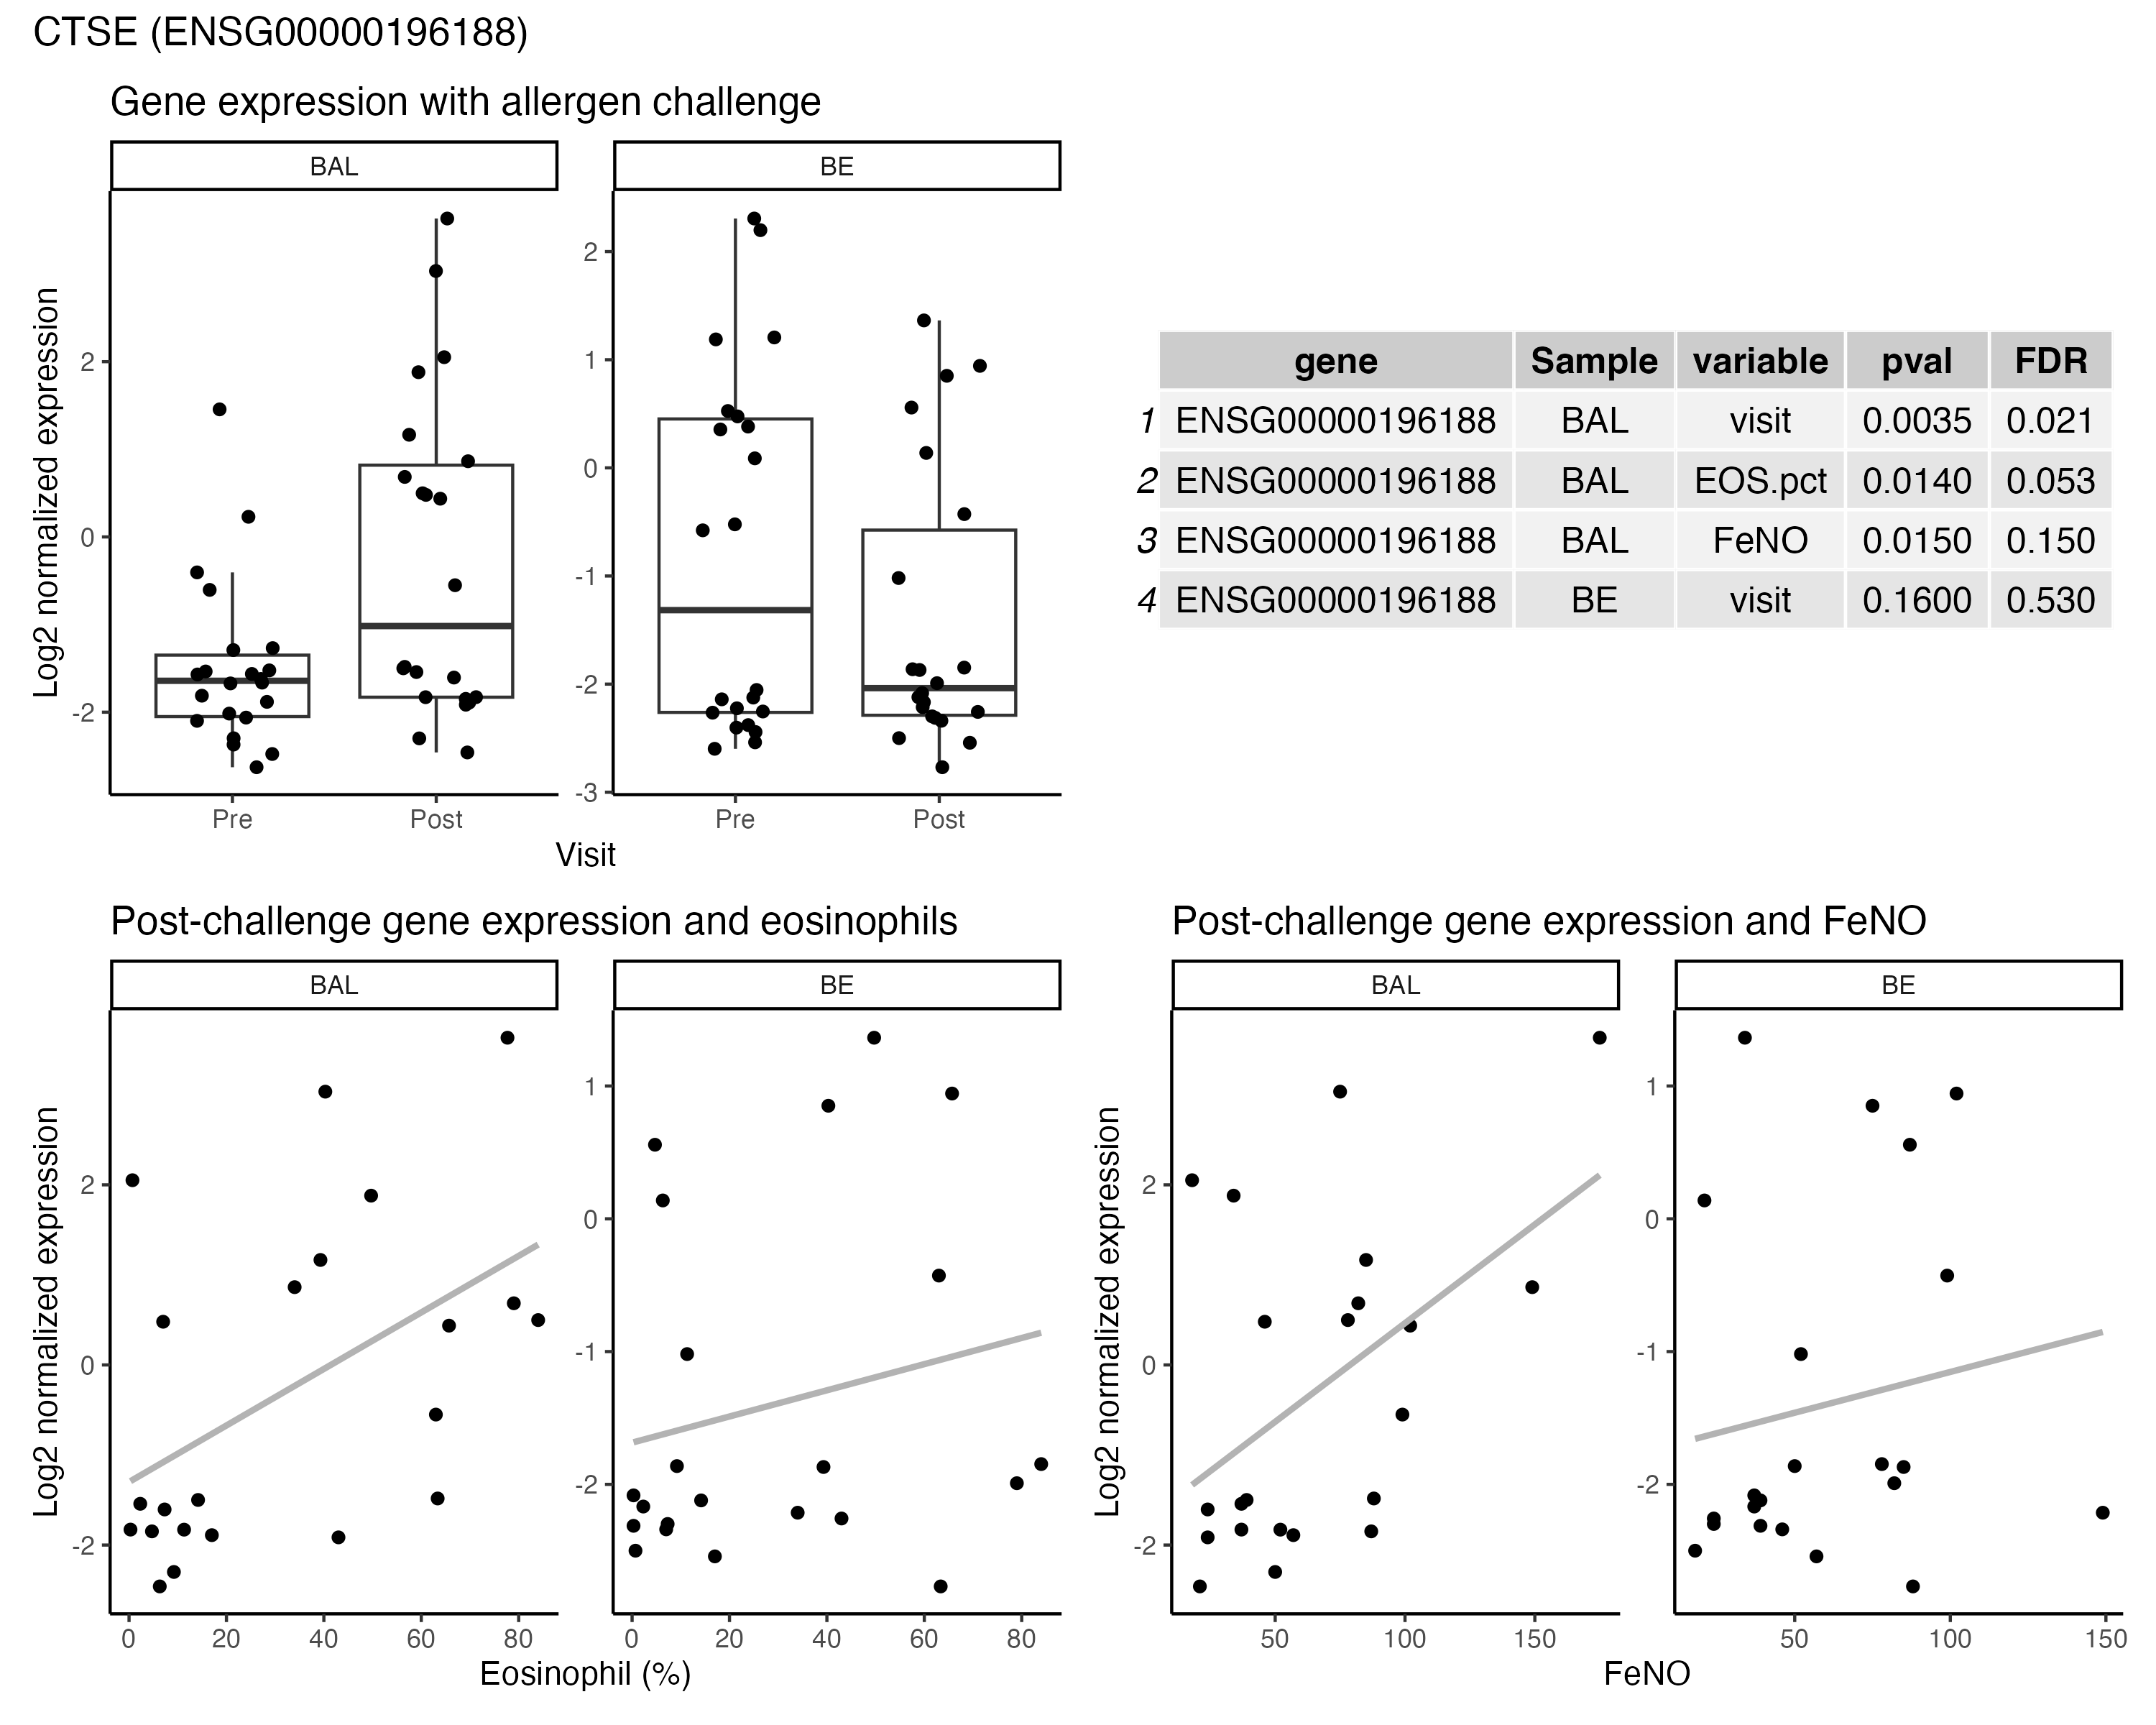 CTSE (ENSG00000196188)
Gene expression with allergen challenge
BAL
BE
Log2 normalized expression
2
0
-2
2
1
0
-1
-2
-3
Pre
Post
Pre
Post
Visit
gene Sample variable pval FDR
1 ENSG00000196188 BAL visit 0.0035 0.021
2 ENSG00000196188 BAL EOS.pct 0.0140 0.053
3 ENSG00000196188 BAL FeNO 0.0150 0.150
4 ENSG00000196188 BE visit 0.1600 0.530
Post-challenge gene expression and eosinophils
BAL
BE
Log2 normalized expression
2
0
-2
1
0
-1
-2
0 20 40 60 80
0 20 40 60 80
Eosinophil (%)
Post-challenge gene expression and FeNO
BAL
BE
Log2 normalized expression
2
0
-2
1
0
-1
-2
50 100 150
50 100 150
FeNO